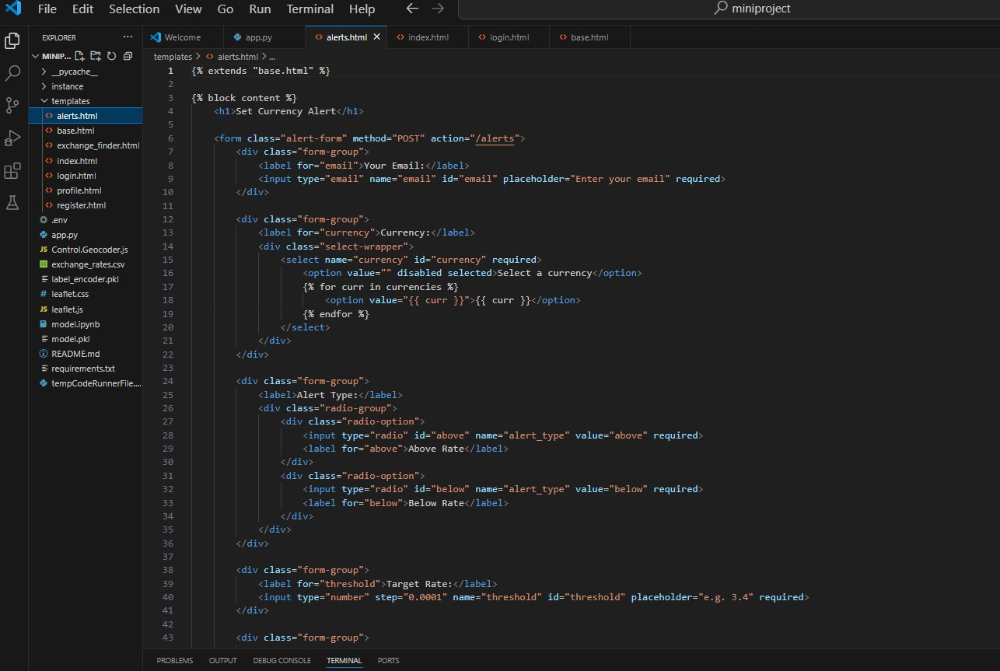 File Edit Selection View Go Run Terminal Help miniproject
EXPLORER ...
MINIP...
__pycache__
instance
templates
alerts.html
base.html
exchange_finder.html
index.html
login.html
profile.html
register.html
.env
app.py
JS Control.Geocoder.js
exchange_rates.csv
label_encoder.pkl
# leaflet.css
JS leaflet.js
model.ipynb
model.pkl
README.md
requirements.txt
tempCodeRunnerFile....
Welcome app.py alerts.html index.html login.html base.html
templates > alerts.html > ...
1 {% extends "base.html" %}
2
3 {% block content %}
4 <h1>Set Currency Alert</h1>
5
6 <form class="alert-form" method="POST" action="/alerts">
7 <div class="form-group">
8 <label for="email">Your Email:</label>
9 <input type="email" name="email" id="email" placeholder="Enter your email" required>
10 </div>
11
12 <div class="form-group">
13 <label for="currency">Currency:</label>
14 <div class="select-wrapper">
15 <select name="currency" id="currency" required>
16 <option value="" disabled selected>Select a currency</option>
17 {% for curr in currencies %}
18 <option value="{{ curr }}">{{ curr }}</option>
19 {% endfor %}
20 </select>
21 </div>
22 </div>
23
24 <div class="form-group">
25 <label>Alert Type:</label>
26 <div class="radio-group">
27 <div class="radio-option">
28 <input type="radio" id="above" name="alert_type" value="above" required>
29 <label for="above">Above Rate</label>
30 </div>
31 <div class="radio-option">
32 <input type="radio" id="below" name="alert_type" value="below" required>
33 <label for="below">Below Rate</label>
34 </div>
35 </div>
36 </div>
37
38 <div class="form-group">
39 <label for="threshold">Target Rate:</label>
40 <input type="number" step="0.0001" name="threshold" id="threshold" placeholder="e.g. 3.4" required>
41 </div>
42
43 <div class="form-group">
PROBLEMS OUTPUT DEBUG CONSOLE TERMINAL PORTS